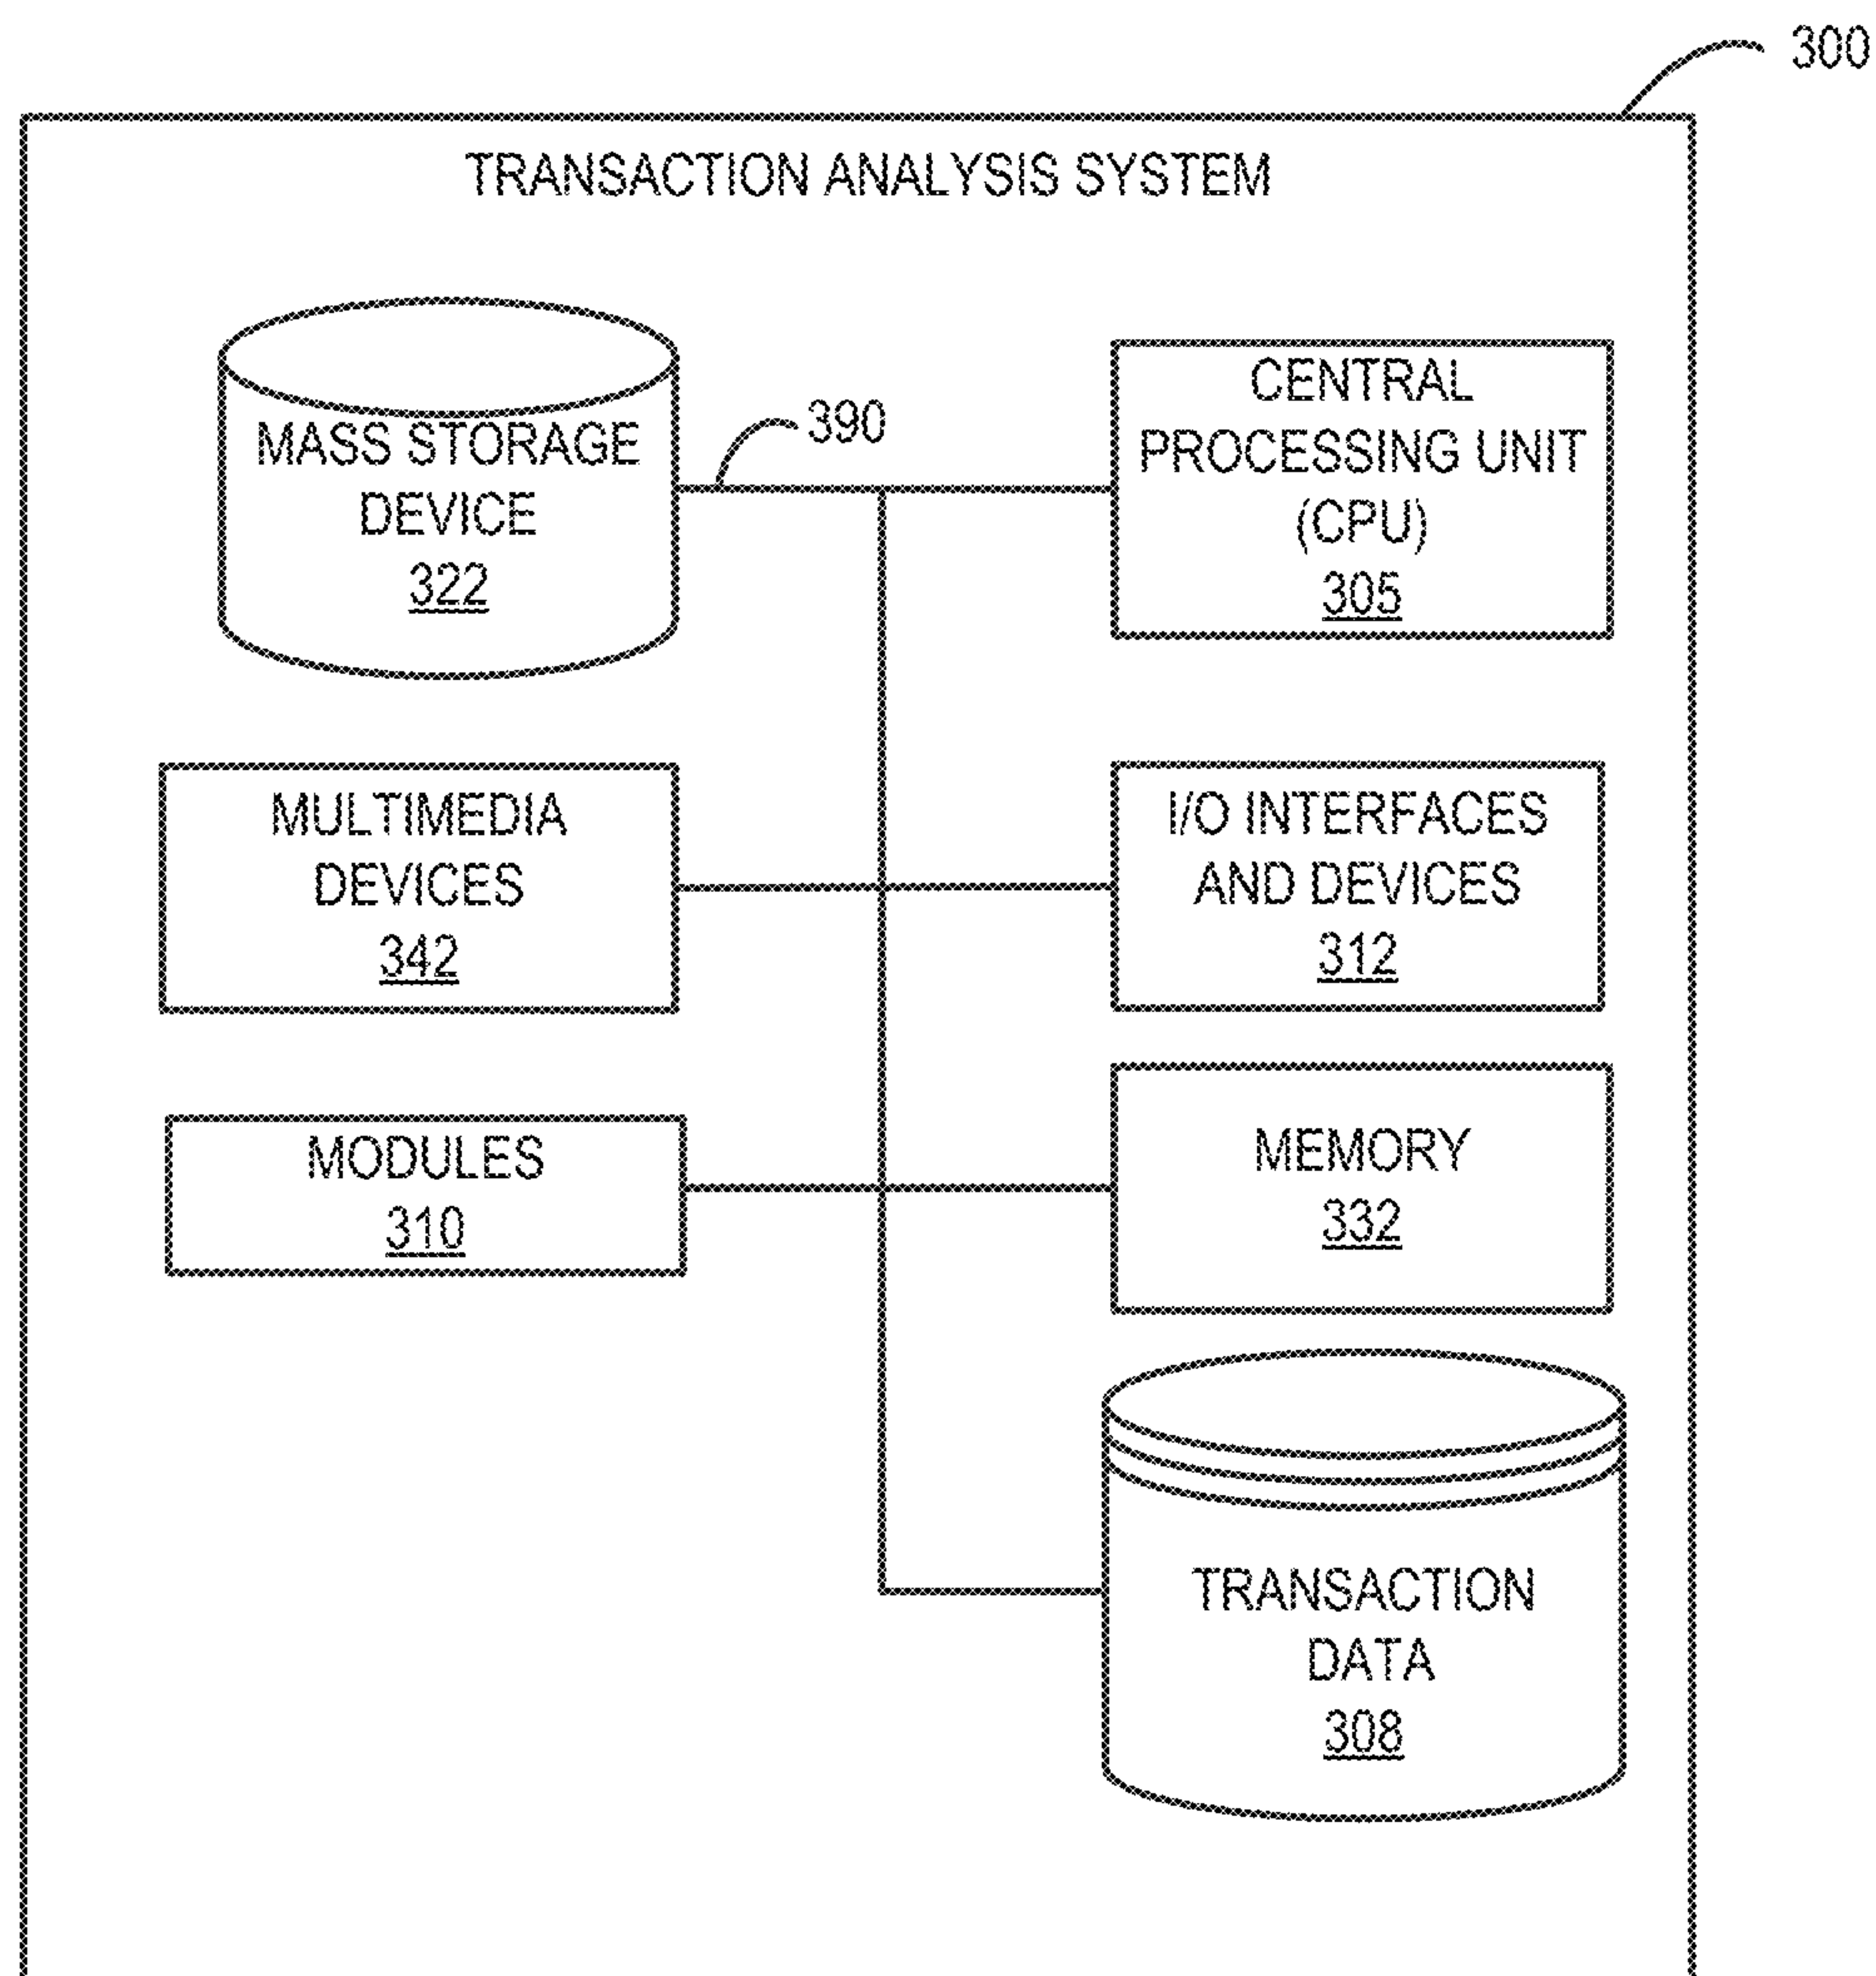 300
TRANSACTION ANALYSIS SYSTEM
MASS STORAGE
DEVICE
322
390
CENTRAL
PROCESSING UNIT
(CPU)
305
MULTIMEDIA
DEVICES
342
I/O INTERFACES
AND DEVICES
312
MODULES
310
MEMORY
332
TRANSACTION
DATA
308